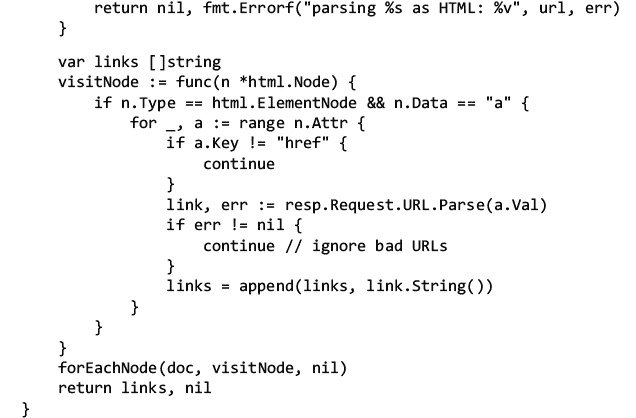 return nil, fmt.Errorf("parsing %s as HTML: %v", url, err)
    }
    var links []string
    visitNode := func(n *html.Node) {
        if n.Type == html.ElementNode && n.Data == "a" {
            for _, a := range n.Attr {
                if a.Key != "href" {
                    continue
                }
                link, err := resp.Request.URL.Parse(a.Val)
                if err != nil {
                    continue // ignore bad URLs
                }
                links = append(links, link.String())
            }
        }
    }
    forEachNode(doc, visitNode, nil)
    return links, nil
}